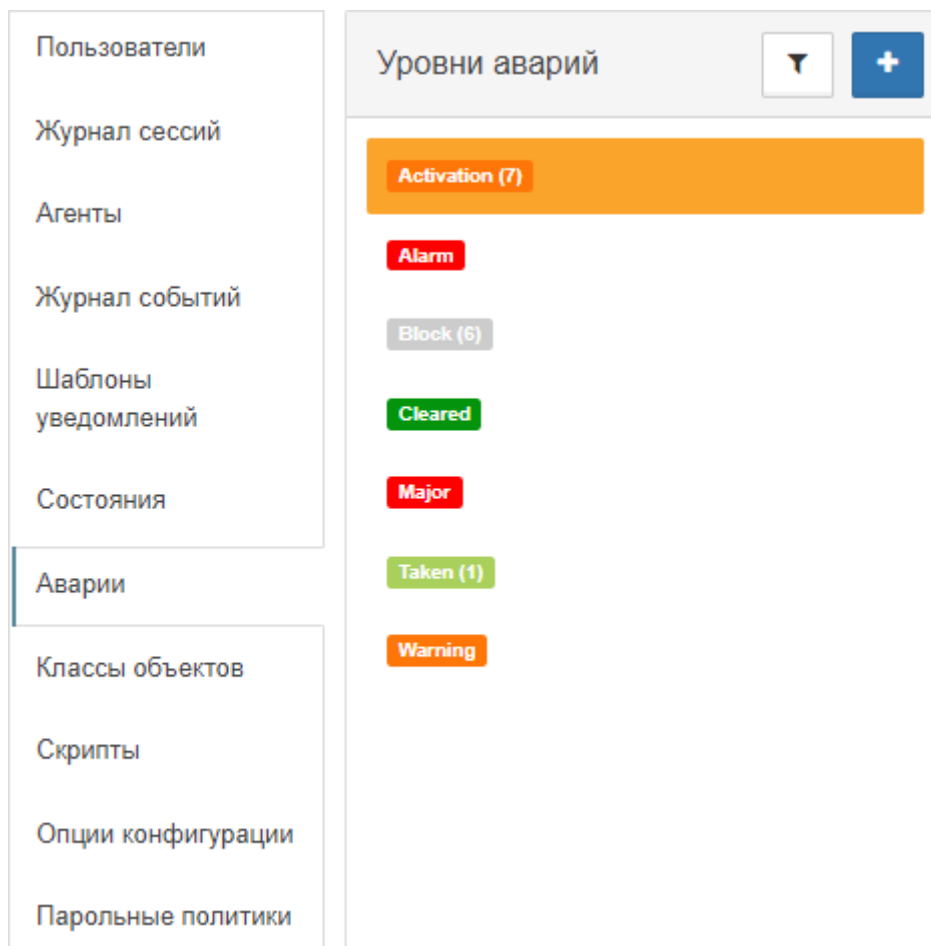 Пользователи
Журнал сессий
Агенты
Журнал событий
Шаблоны
уведомлений
Состояния
Аварии
Классы объектов
Скрипты
Опции конфигурации
Парольные политики
Уровни аварий
Activation (7)
Alarm
Block (6)
Cleared
Major
Taken (1)
Warning